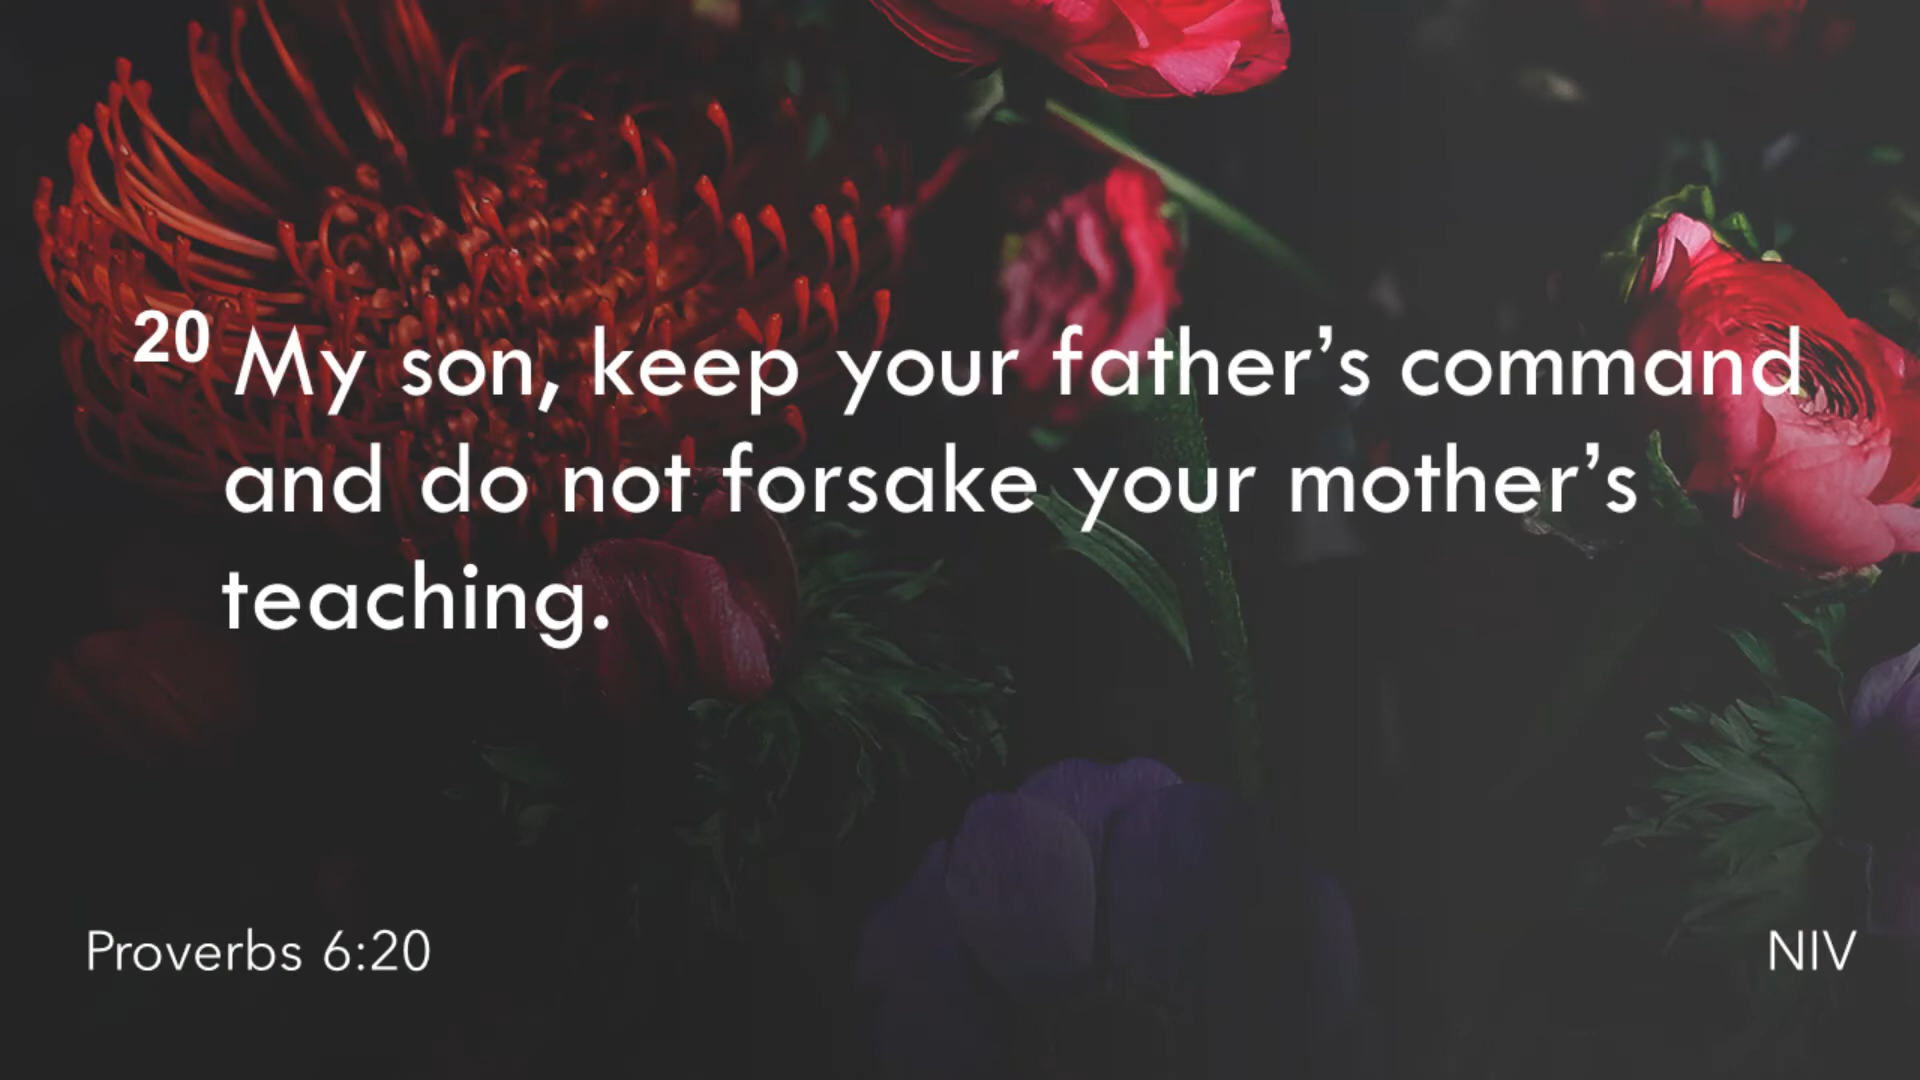 20 My son, keep your father’s command
and do not forsake your mother’s
teaching.
Proverbs 6:20
NIV